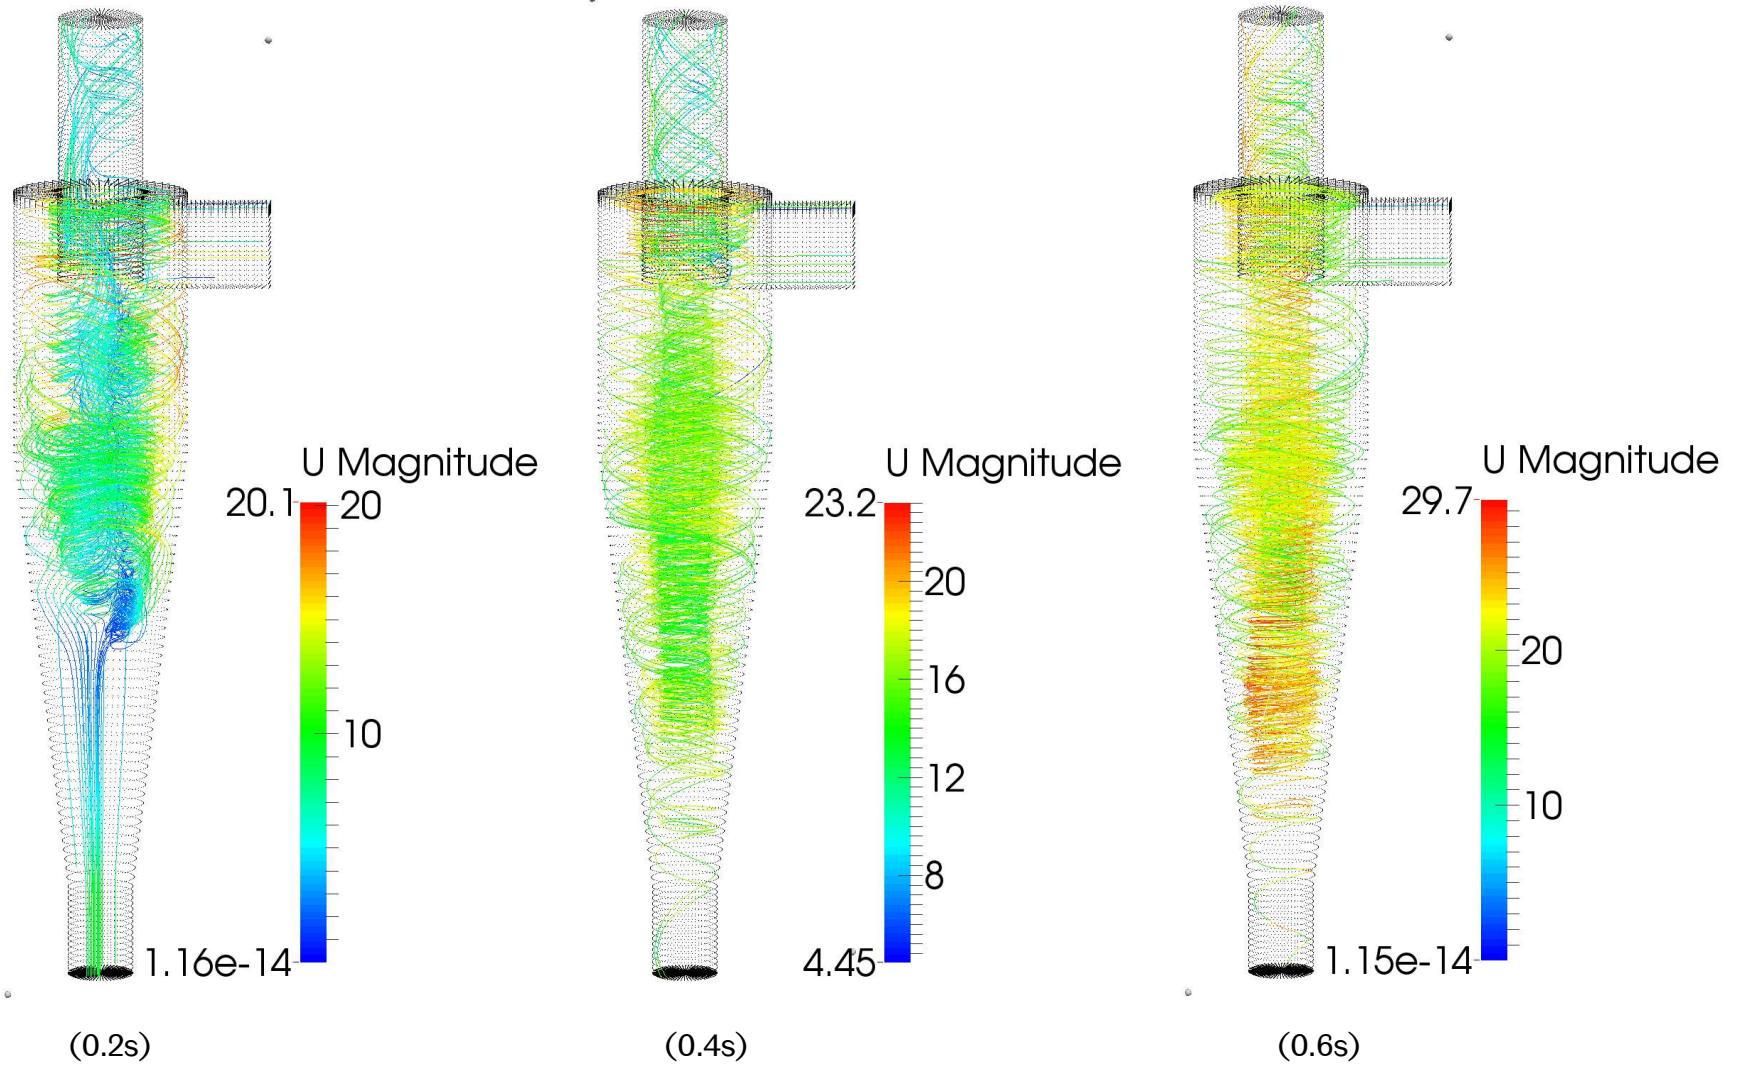 U Magnitude
20.1
20
10
1.16e-14
(0.2s)
U Magnitude
23.2
20
16
12
8
4.45
(0.4s)
U Magnitude
29.7
20
10
1.15e-14
(0.6s)